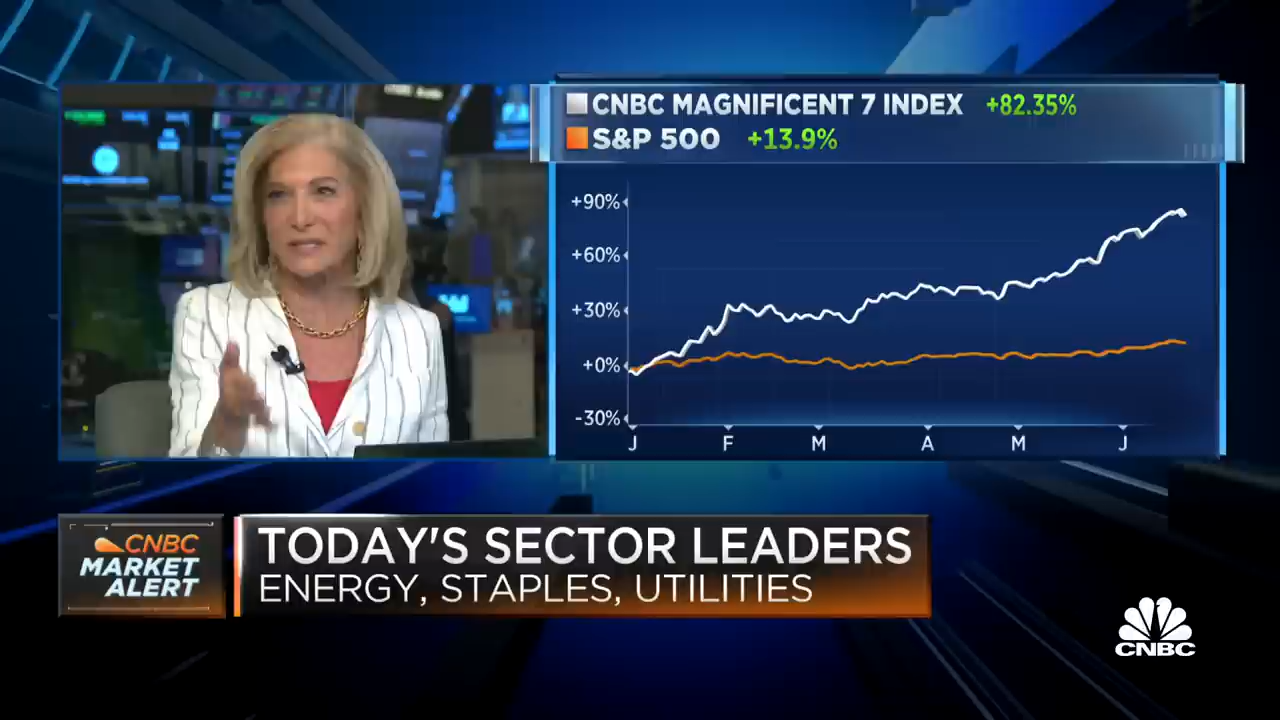 CNBC MAGNIFICENT 7 INDEX +82.35%
S&P 500 +13.9%
+90%
+60%
+30%
+0%
-30%
J F M A M J
CNBC
MARKET
ALERT
TODAY'S SECTOR LEADERS
ENERGY, STAPLES, UTILITIES
CNBC